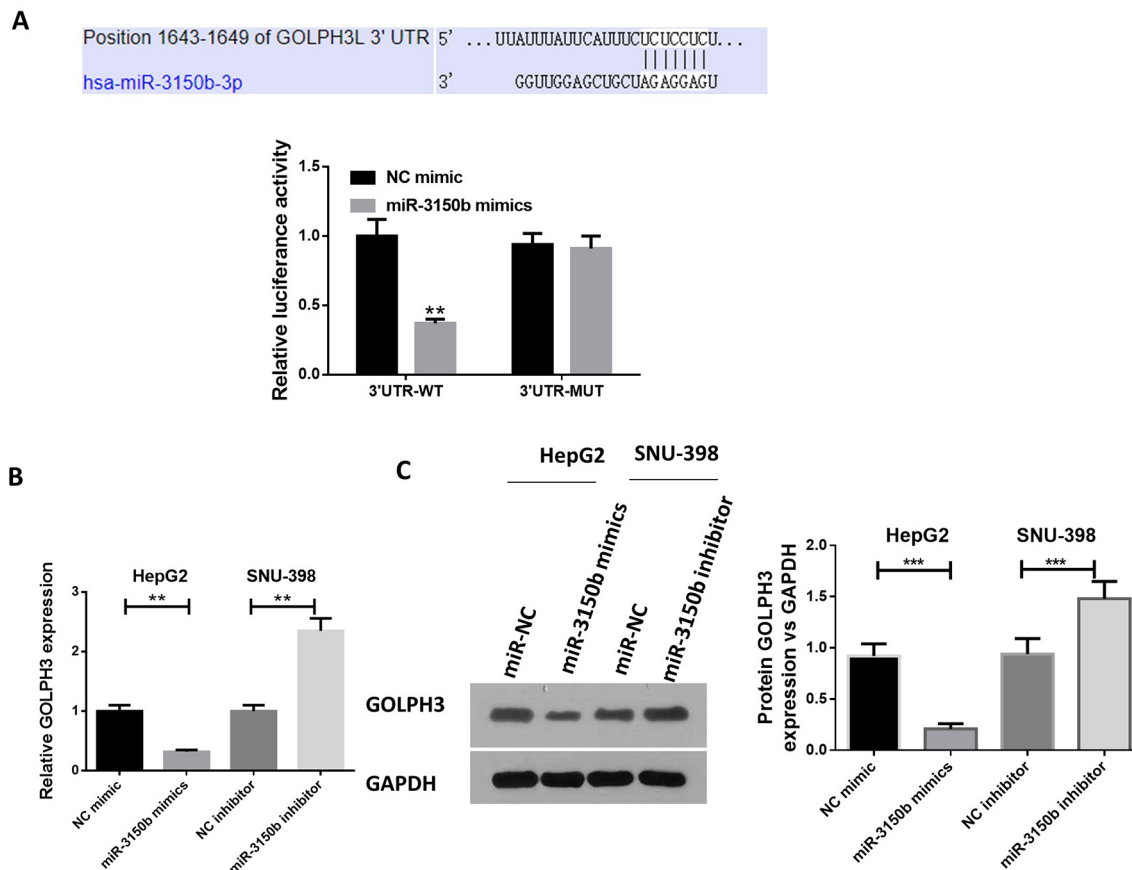 A
Position 1643-1649 of GOLPH3L 3' UTR 5' ...UUAUUUAUUCAUUUCUCUCCUCU...
hsa-miR-3150b-3p 3' GGUUGGAGCUGCUAGAGGAGU
Relative luciferance activity
1.5
1.0
0.5
0.0
NC mimic
miR-3150b mimics
**
3'UTR-WT
3'UTR-MUT
B
Relative GOLPH3 expression
3
2
1
0
HepG2
SNU-398
**
**
NC mimic
miR-3150b mimics
NC inhibitor
miR-3150b inhibitor
C
HepG2
SNU-398
miR-NC
miR-3150b mimics
miR-NC
miR-3150b inhibitor
GOLPH3
GAPDH
Protein GOLPH3
expression vs GAPDH
2.0
1.5
1.0
0.5
0.0
HepG2
SNU-398
***
***
NC mimic
miR-3150b mimics
NC inhibitor
miR-3150b inhibitor